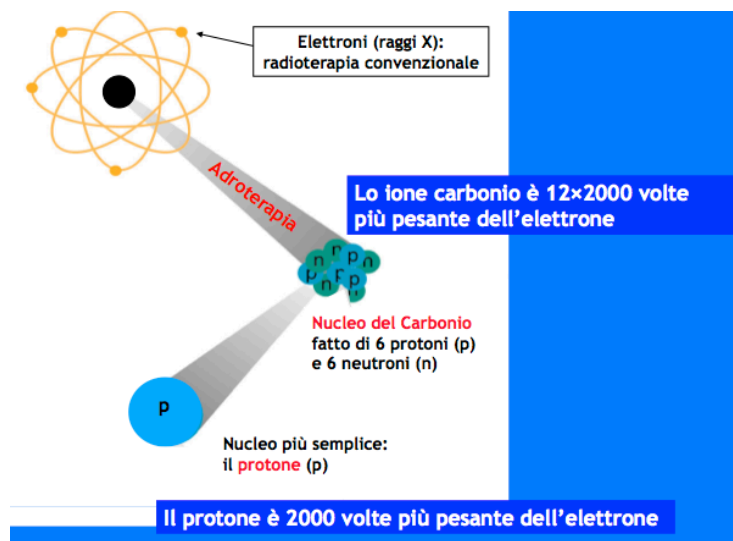 Elettroni (raggi X):
radioterapia convenzionale
Adroterapia
Lo ione carbonio è 12×2000 volte
più pesante dell'elettrone
n
p
n
n
p
p
p
n
n
Nucleo del Carbonio
fatto di 6 protoni (p)
e 6 neutroni (n)
p
Nucleo più semplice:
il protone (p)
Il protone è 2000 volte più pesante dell'elettrone